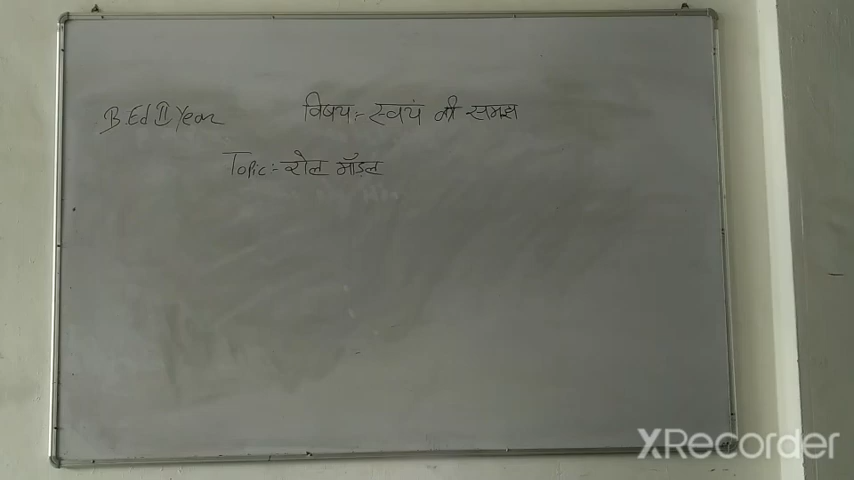 B.Ed II Year विषय:- स्वयं की समझ
Topic:- रोल मॉडल
XRecorder